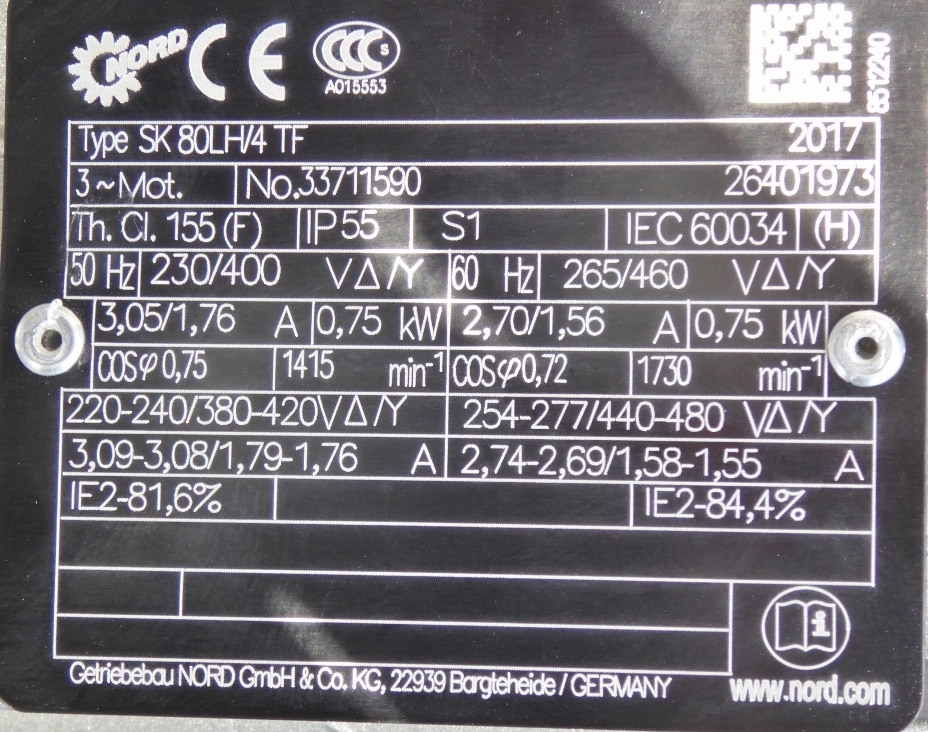 NORD CE CCC S
A015553
8512240
Type SK 80LH/4 TF 2017
3~Mot. No.33711590 26401973
Th. Cl. 155 (F) IP55 S1 IEC 60034 (H)
50 Hz 230/400 VΔ/Y 60 Hz 265/460 VΔ/Y
3,05/1,76 A 0,75 kW 2,70/1,56 A 0,75 kW
COSφ 0,75 1415 min⁻¹ COSφ0,72 1730 min⁻¹
220-240/380-420VΔ/Y 254-277/440-480 VΔ/Y
3,09-3,08/1,79-1,76 A 2,74-2,69/1,58-1,55 A
IE2-81,6% IE2-84,4%
i
Getriebebau NORD GmbH & Co. KG, 22939 Bargteheide / GERMANY www.nord.com